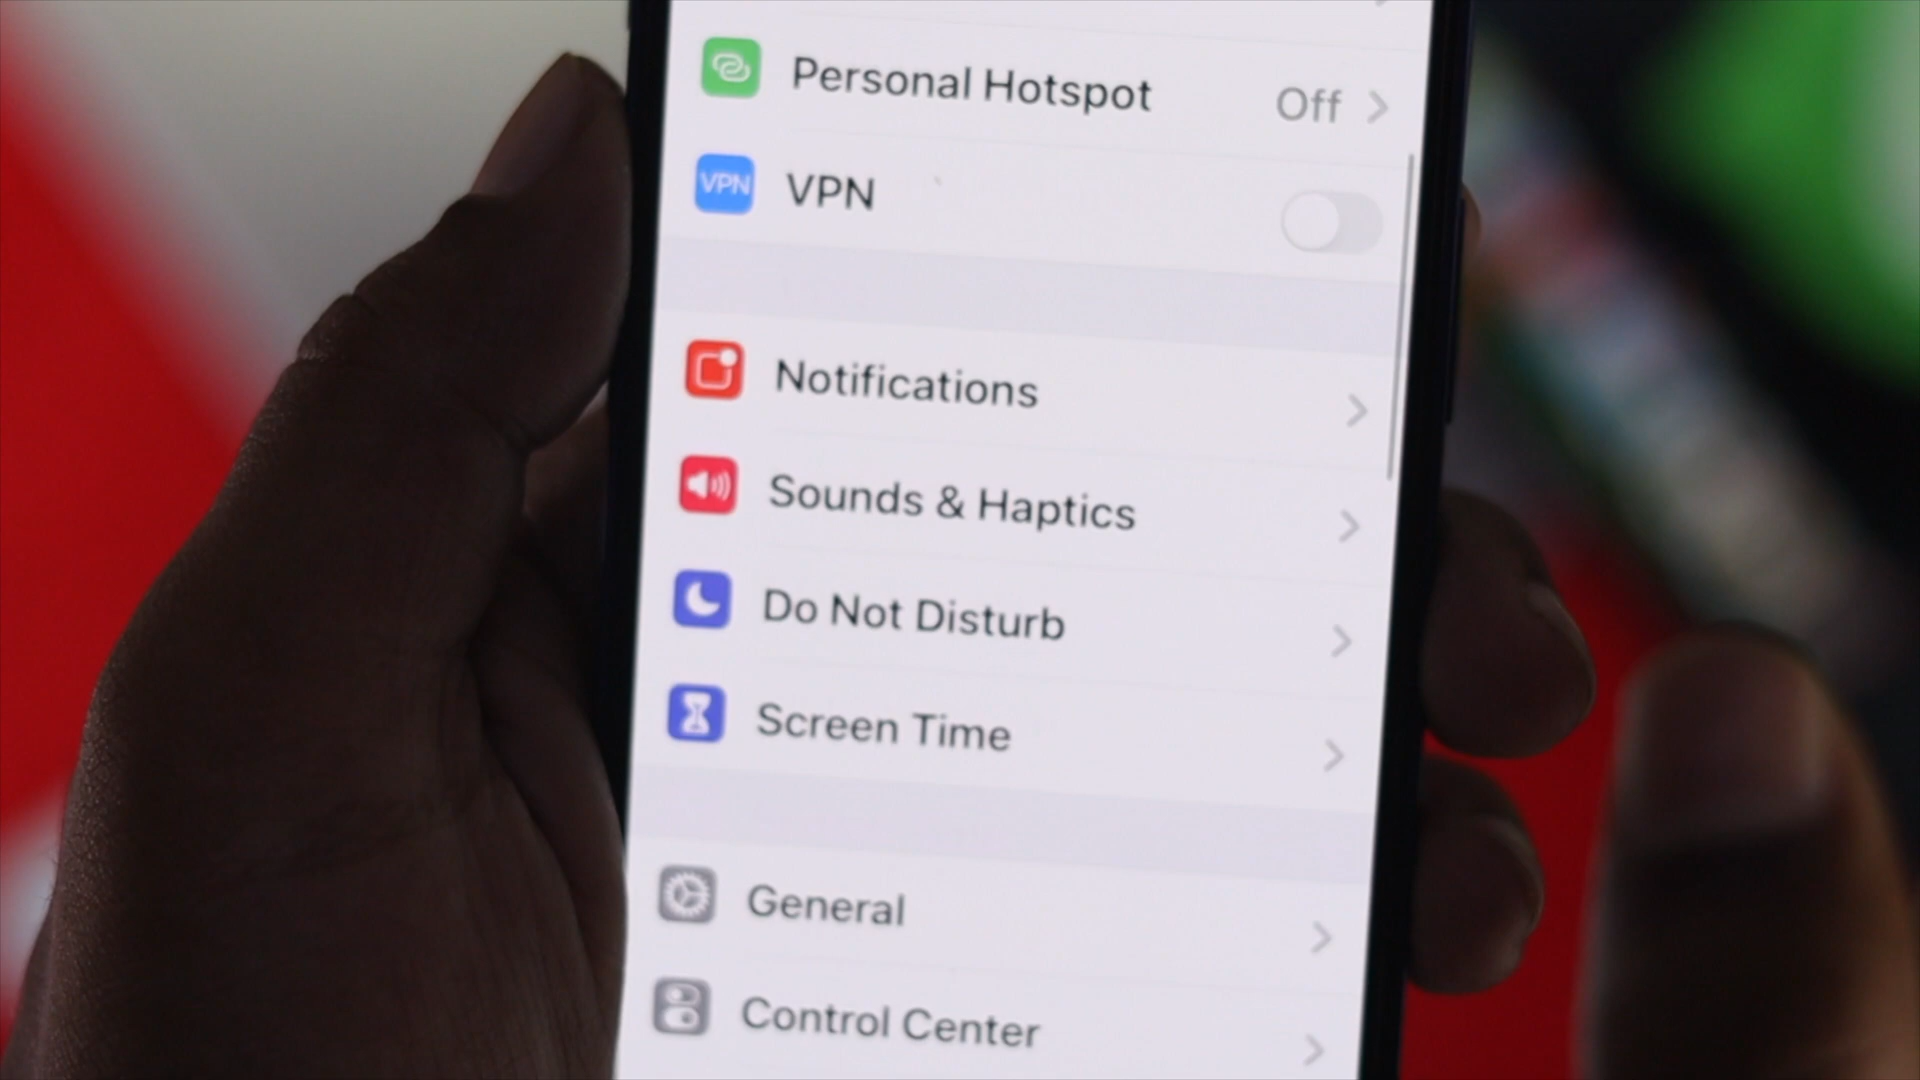 Personal Hotspot Off
VPN VPN
Notifications
Sounds & Haptics
Do Not Disturb
Screen Time
General
Control Center